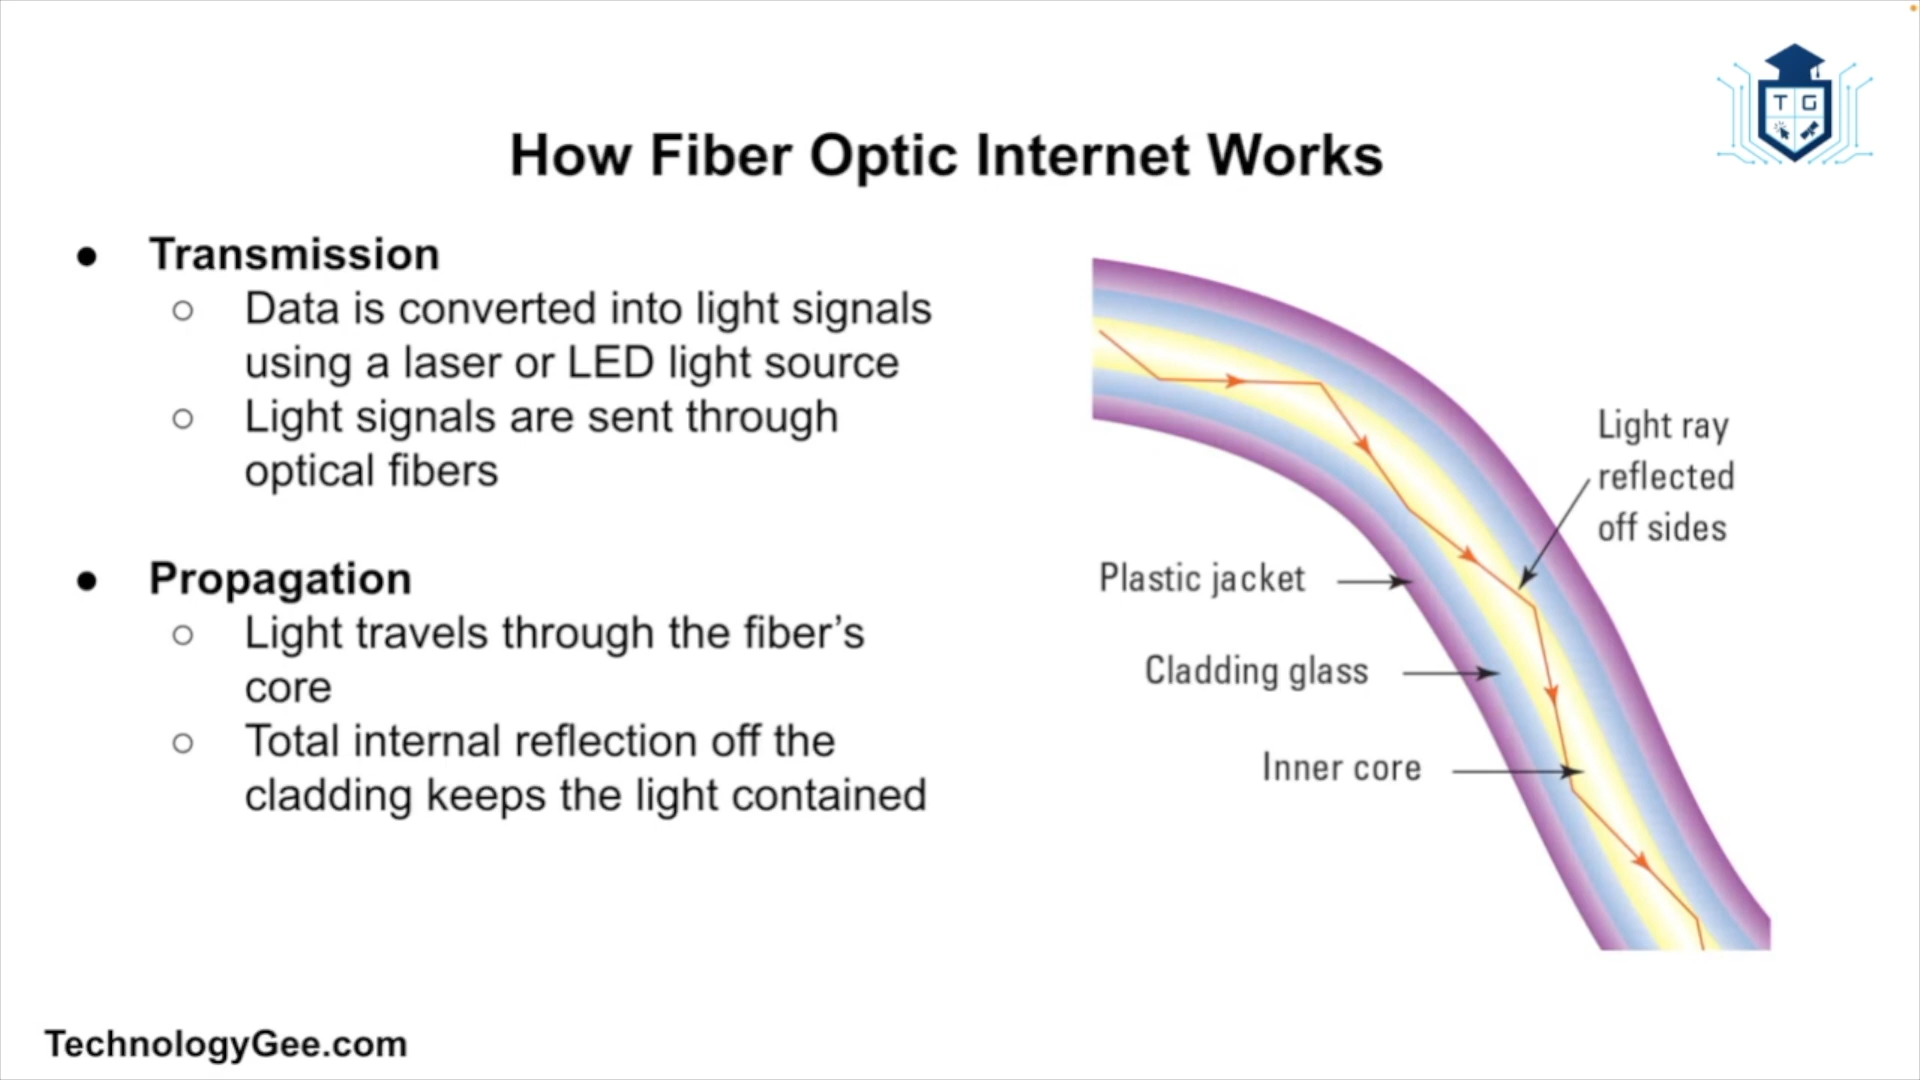 T G
How Fiber Optic Internet Works
● Transmission
○ Data is converted into light signals
using a laser or LED light source
○ Light signals are sent through
optical fibers
● Propagation
○ Light travels through the fiber’s
core
○ Total internal reflection off the
cladding keeps the light contained
Light ray
reflected
off sides
Plastic jacket
Cladding glass
Inner core
TechnologyGee.com